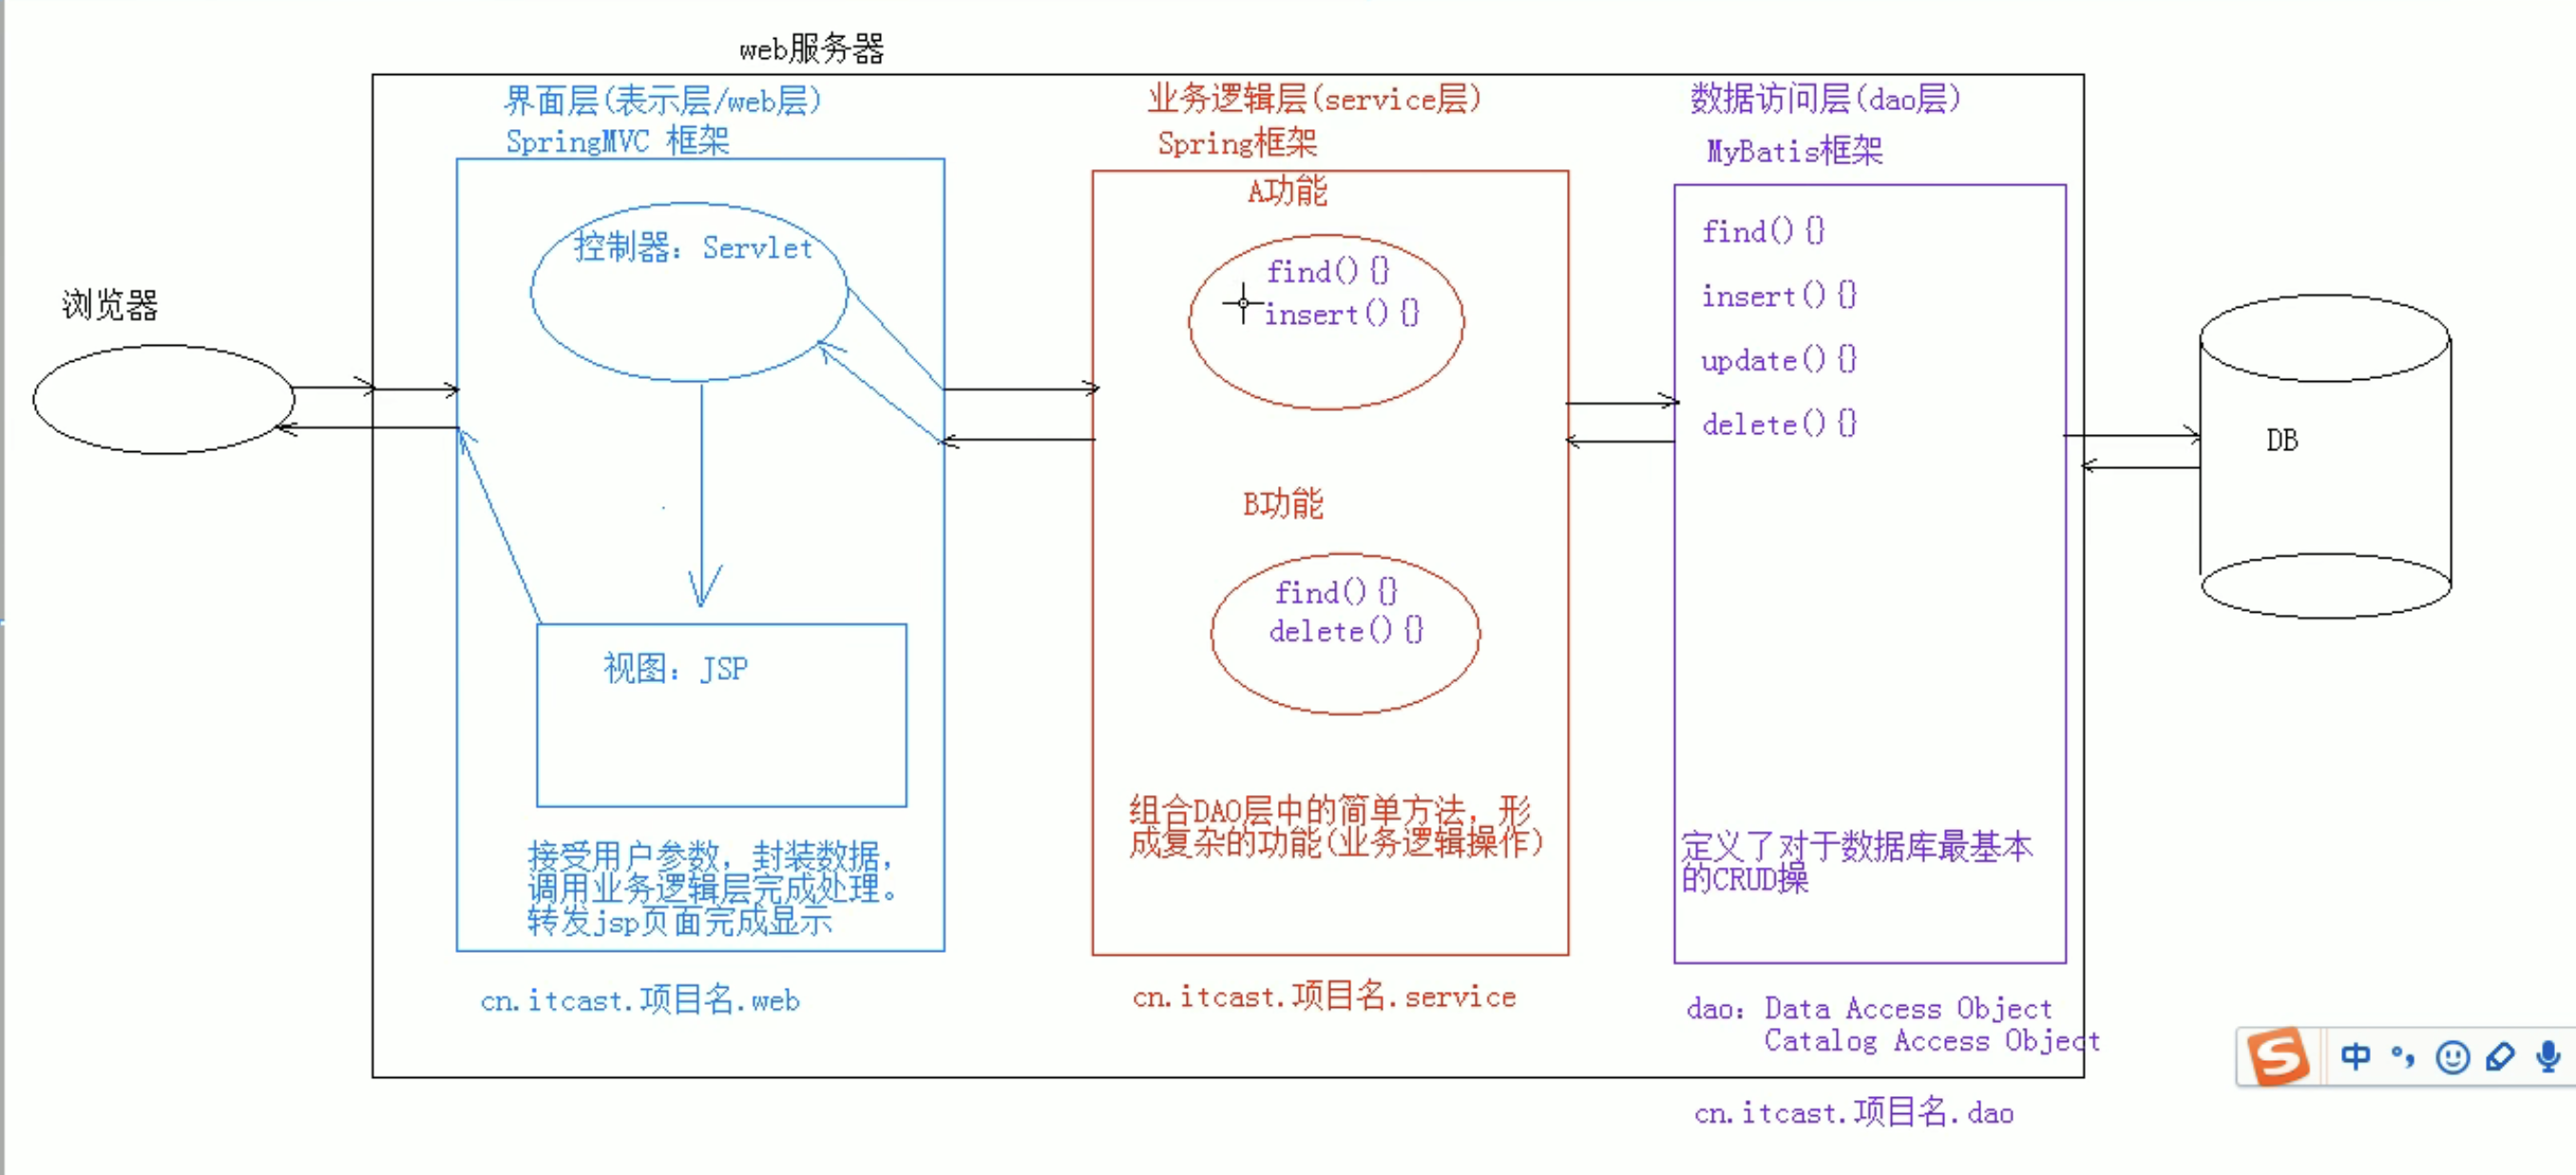 web服务器
界面层(表示层/web层)
SpringMVC 框架
控制器：Servlet
视图：JSP
接受用户参数，封装数据，
调用业务逻辑层完成处理。
转发jsp页面完成显示
cn.itcast.项目名.web
浏览器
业务逻辑层(service层)
Spring框架
A功能
find(){}
insert(){}
B功能
find(){}
delete(){}
组合DAO层中的简单方法，形
成复杂的功能(业务逻辑操作)
cn.itcast.项目名.service
数据访问层(dao层)
MyBatis框架
find(){}
insert(){}
update(){}
delete(){}
定义了对于数据库最基本
的CRUD操
dao：Data Access Object
Catalog Access Object
cn.itcast.项目名.dao
DB
S 中